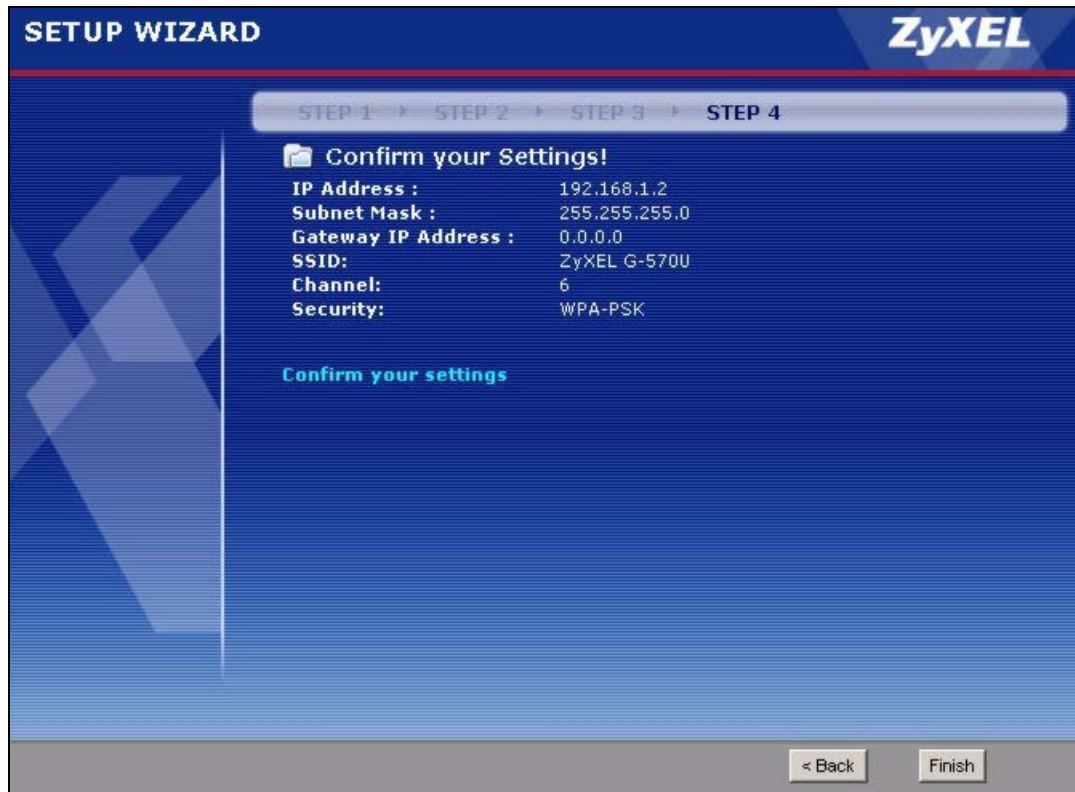 SETUP WIZARD
ZyXEL
STEP 1 STEP 2 STEP 3 STEP 4
Confirm your Settings!
IP Address : 192.168.1.2
Subnet Mask : 255.255.255.0
Gateway IP Address : 0.0.0.0
SSID: ZyXEL G-570U
Channel: 6
Security: WPA-PSK
Confirm your settings
< Back Finish